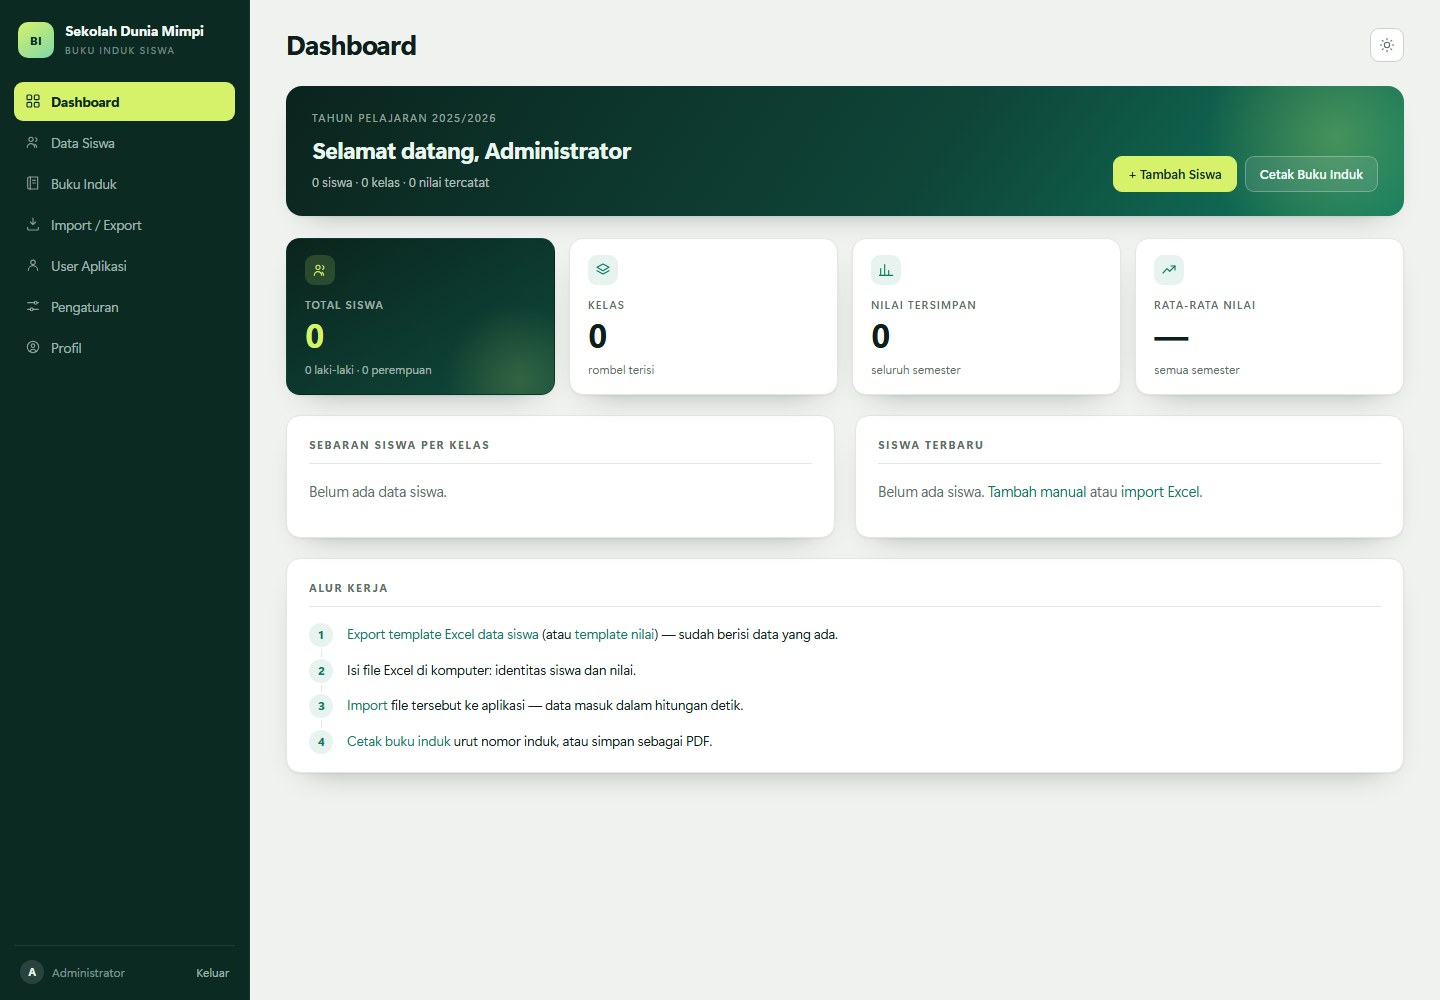 BI
Sekolah Dunia Mimpi
BUKU INDUK SISWA
Dashboard
Data Siswa
Buku Induk
Import / Export
User Aplikasi
Pengaturan
Profil
A Administrator Keluar
Dashboard
TAHUN PELAJARAN 2025/2026
Selamat datang, Administrator
0 siswa · 0 kelas · 0 nilai tercatat
+ Tambah Siswa Cetak Buku Induk
TOTAL SISWA
0
0 laki-laki · 0 perempuan
KELAS
0
rombel terisi
NILAI TERSIMPAN
0
seluruh semester
RATA-RATA NILAI
—
semua semester
SEBARAN SISWA PER KELAS
Belum ada data siswa.
SISWA TERBARU
Belum ada siswa. Tambah manual atau import Excel.
ALUR KERJA
1 Export template Excel data siswa (atau template nilai) — sudah berisi data yang ada.
2 Isi file Excel di komputer: identitas siswa dan nilai.
3 Import file tersebut ke aplikasi — data masuk dalam hitungan detik.
4 Cetak buku induk urut nomor induk, atau simpan sebagai PDF.